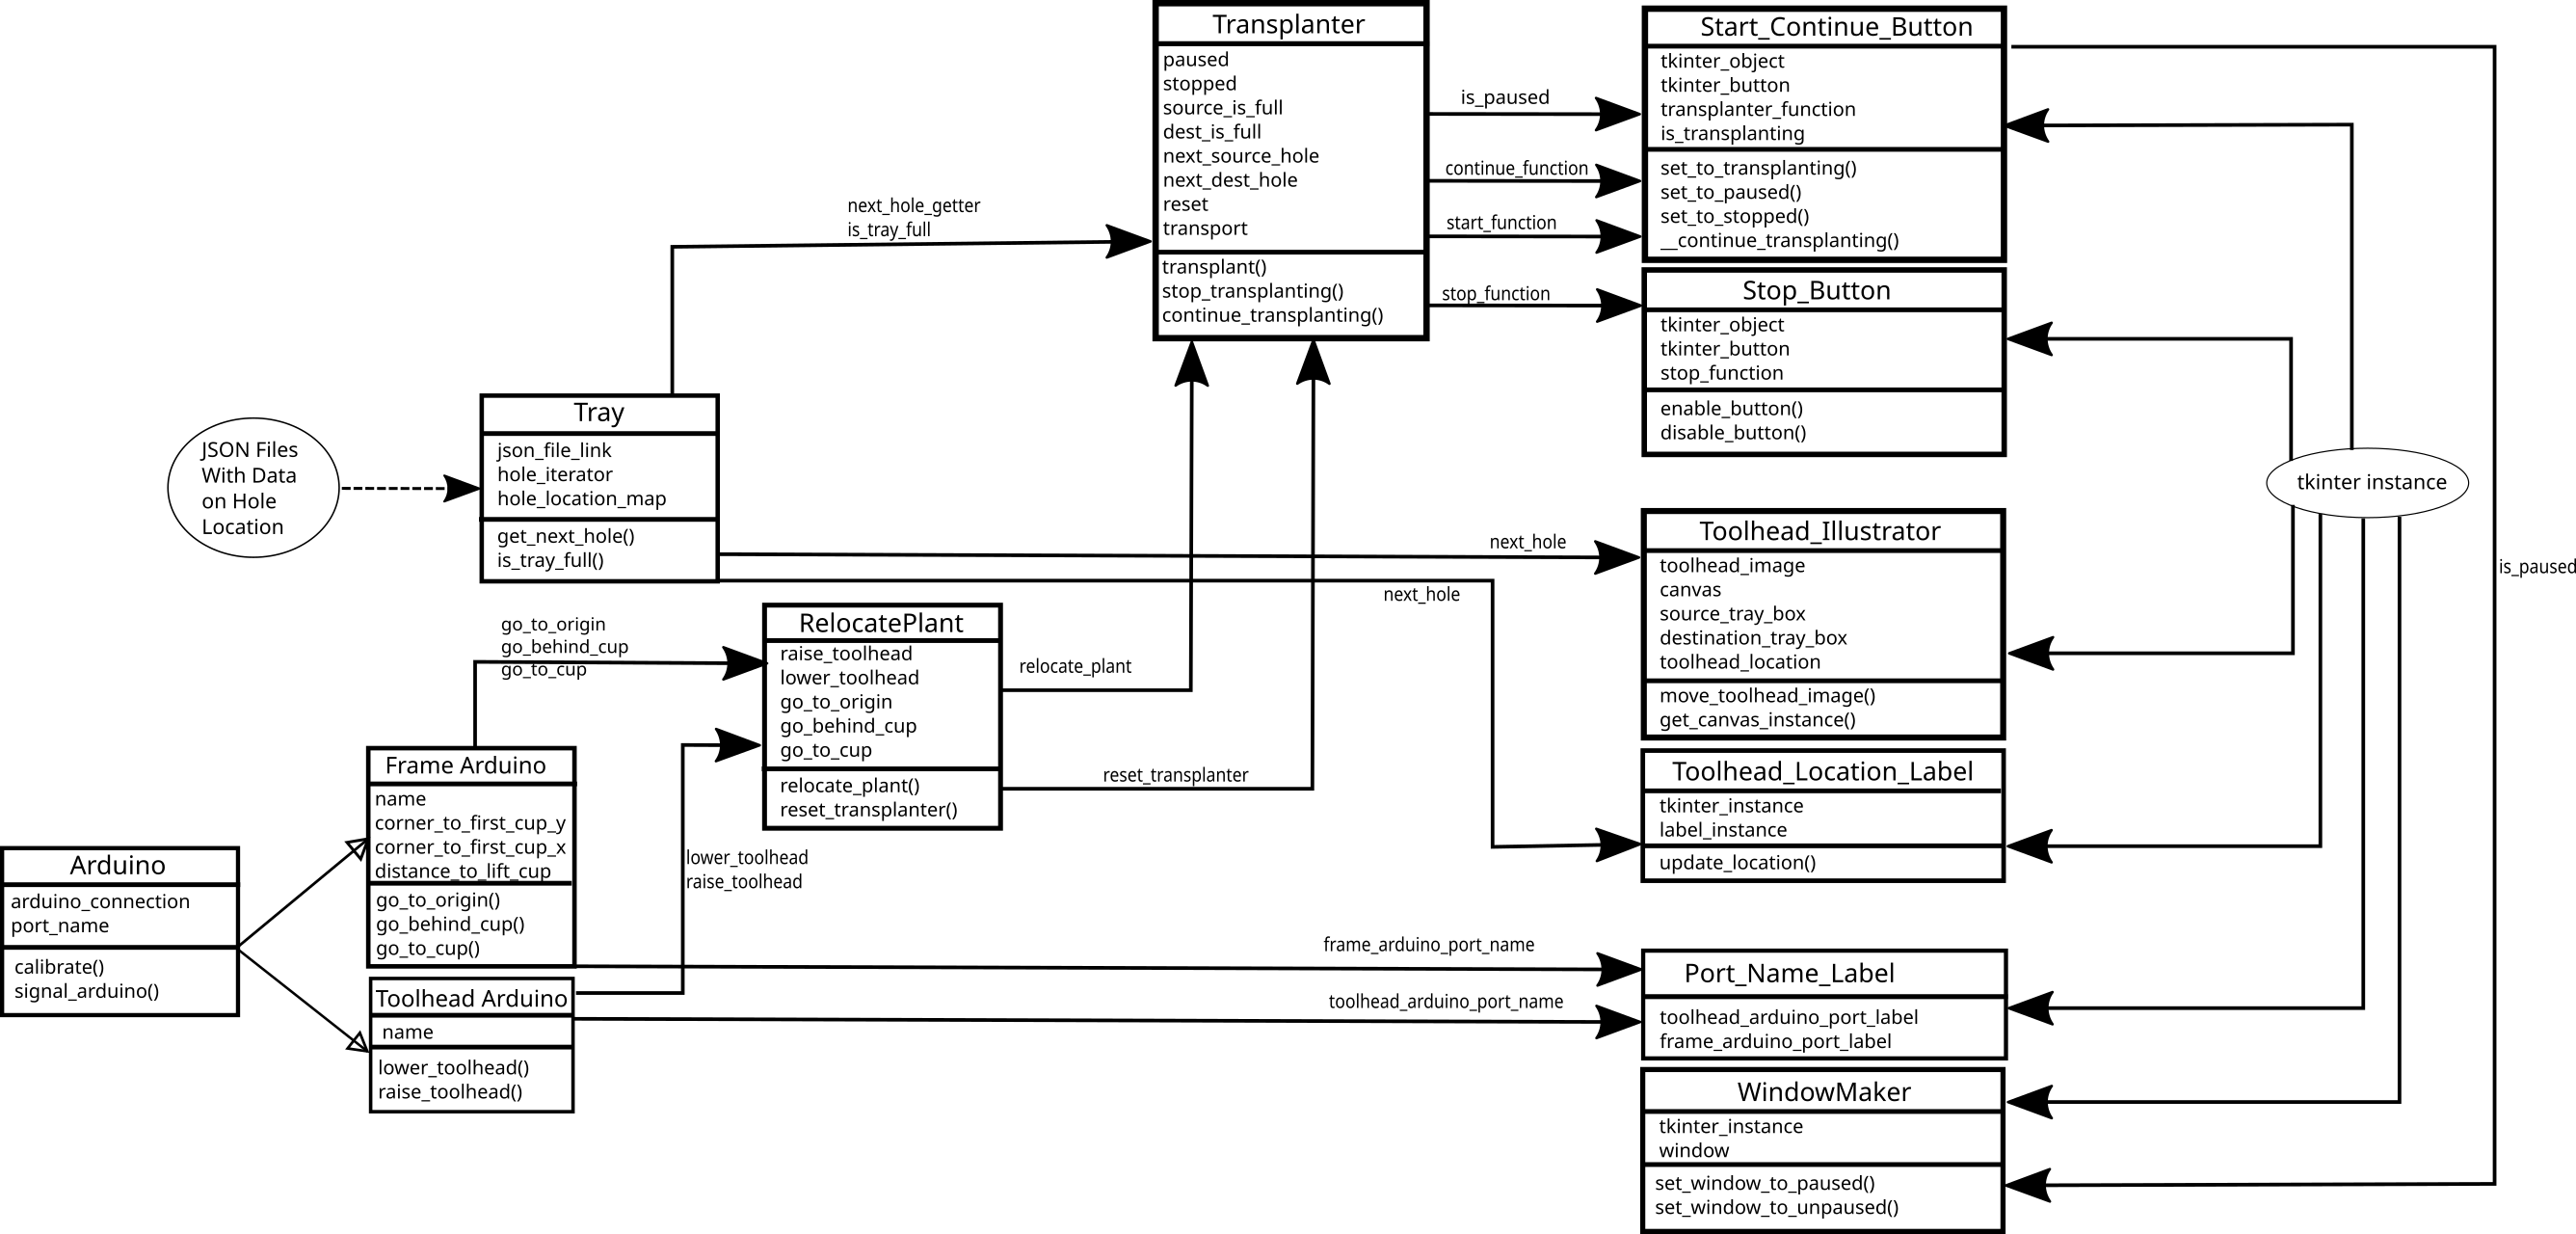 Transplanter
paused
stopped
source_is_full
dest_is_full
next_source_hole
next_dest_hole
reset
transport
transplant()
stop_transplanting()
continue_transplanting()
is_paused
continue_function
start_function
stop_function
Start_Continue_Button
tkinter_object
tkinter_button
transplanter_function
is_transplanting
set_to_transplanting()
set_to_paused()
set_to_stopped()
__continue_transplanting()
Stop_Button
tkinter_object
tkinter_button
stop_function
enable_button()
disable_button()
next_hole_getter
is_tray_full
JSON Files
With Data
on Hole
Location
Tray
json_file_link
hole_iterator
hole_location_map
get_next_hole()
is_tray_full()
next_hole
next_hole
tkinter instance
is_paused
Toolhead_Illustrator
toolhead_image
canvas
source_tray_box
destination_tray_box
toolhead_location
move_toolhead_image()
get_canvas_instance()
go_to_origin
go_behind_cup
go_to_cup
RelocatePlant
raise_toolhead
lower_toolhead
go_to_origin
go_behind_cup
go_to_cup
relocate_plant()
reset_transplanter()
relocate_plant
reset_transplanter
Toolhead_Location_Label
tkinter_instance
label_instance
update_location()
Frame Arduino
name
corner_to_first_cup_y
corner_to_first_cup_x
distance_to_lift_cup
go_to_origin()
go_behind_cup()
go_to_cup()
Arduino
arduino_connection
port_name
calibrate()
signal_arduino()
lower_toolhead
raise_toolhead
Toolhead Arduino
name
lower_toolhead()
raise_toolhead()
frame_arduino_port_name
toolhead_arduino_port_name
Port_Name_Label
toolhead_arduino_port_label
frame_arduino_port_label
WindowMaker
tkinter_instance
window
set_window_to_paused()
set_window_to_unpaused()